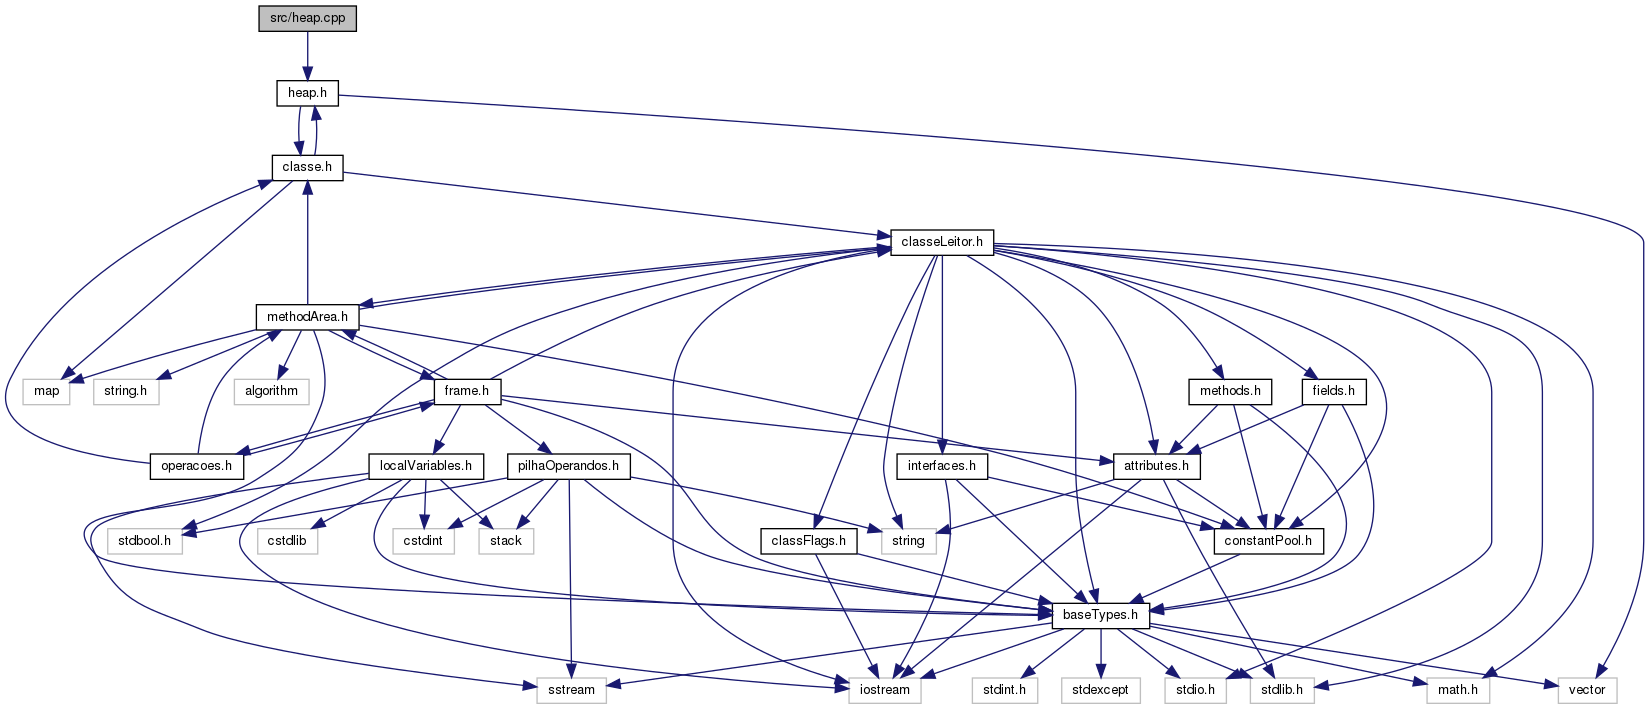 src/heap.cpp
heap.h
classe.h
classeLeitor.h
methodArea.h
map
string.h
algorithm
frame.h
methods.h
fields.h
operacoes.h
localVariables.h
pilhaOperandos.h
interfaces.h
attributes.h
stdbool.h
cstdlib
cstdint
stack
classFlags.h
string
constantPool.h
baseTypes.h
sstream
iostream
stdint.h
stdexcept
stdio.h
stdlib.h
math.h
vector